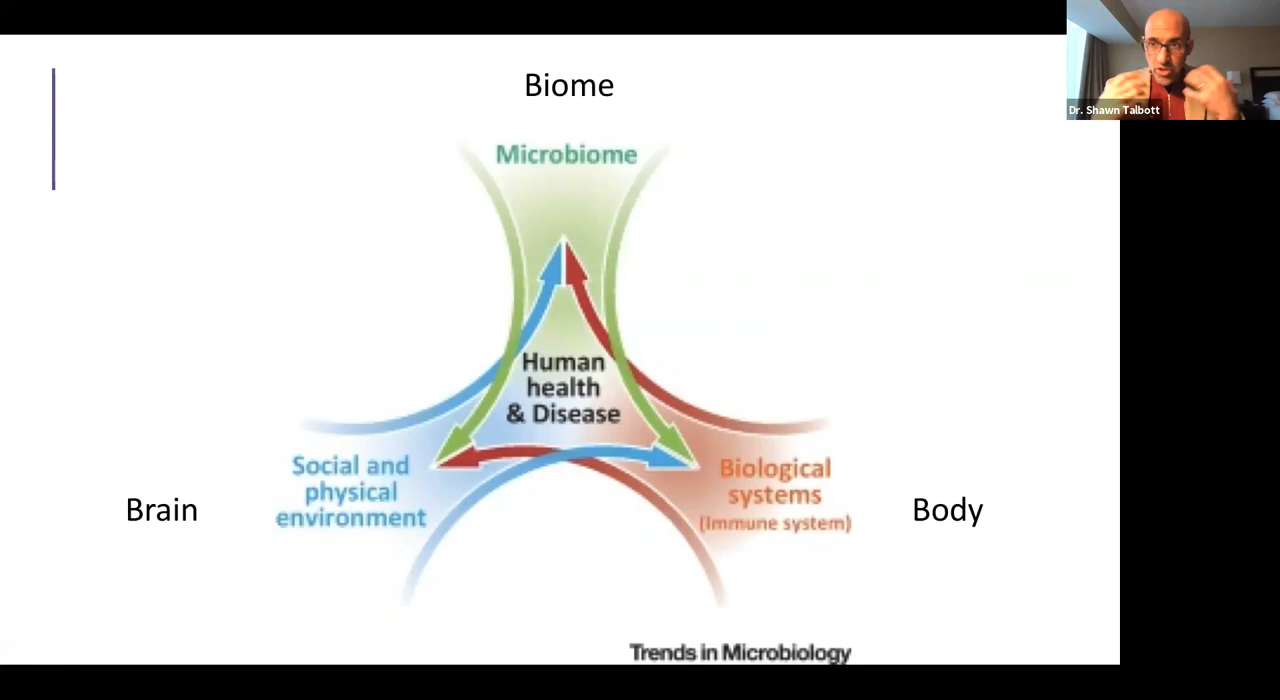 Biome
Dr. Shawn Talbott
Microbiome
Human
health
& Disease
Social and
physical
environment
Biological
systems
(Immune system)
Brain
Body
Trends in Microbiology